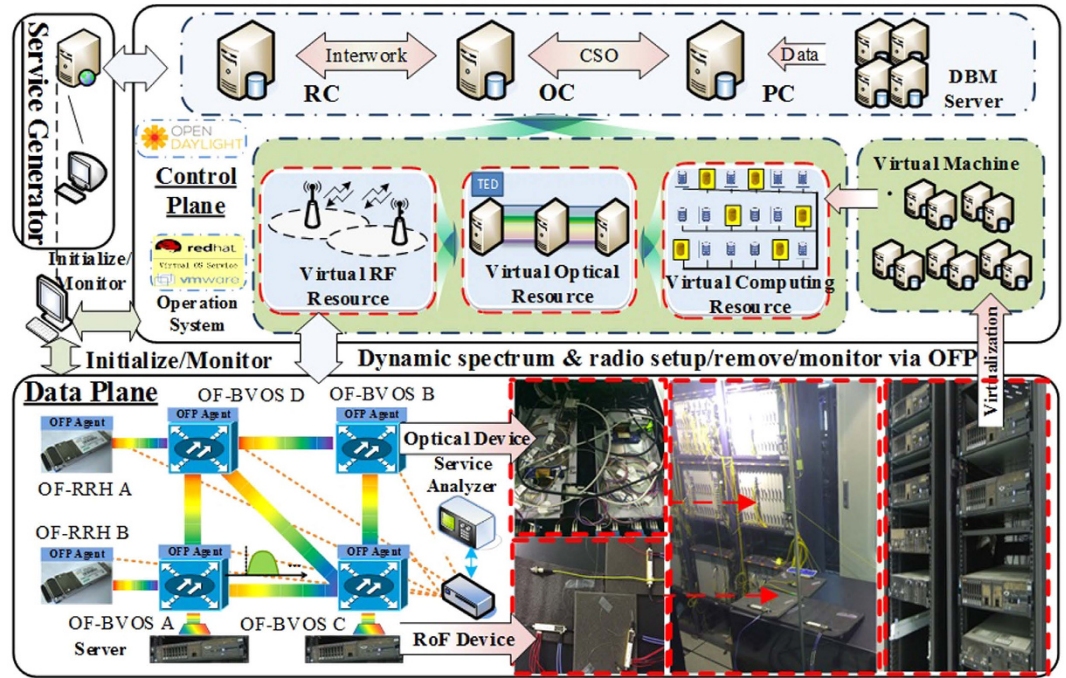 Service Generator
Interwork
CSO
Data
RC
OC
PC
DBM
Server
OPEN
DAYLIGHT
Control
Plane
redhat
Virtual OS Service
vmware
Operation
System
TED
Virtual RF
Resource
Virtual Optical
Resource
Virtual Computing
Resource
Virtual Machine
Initialize/
Monitor
Initialize/Monitor
Dynamic spectrum & radio setup/remove/monitor via OFP
Virtualization
Data Plane
OF-BVOS D
OF-BVOS B
OFP Agent
OFP Agent
OFP Agent
OF-RRH A
Optical Device
Service
Analyzer
OF-RRH B
OFP Agent
OFP Agent
OFP Agent
...
OF-BVOS A
OF-BVOS C
Server
RoF Device